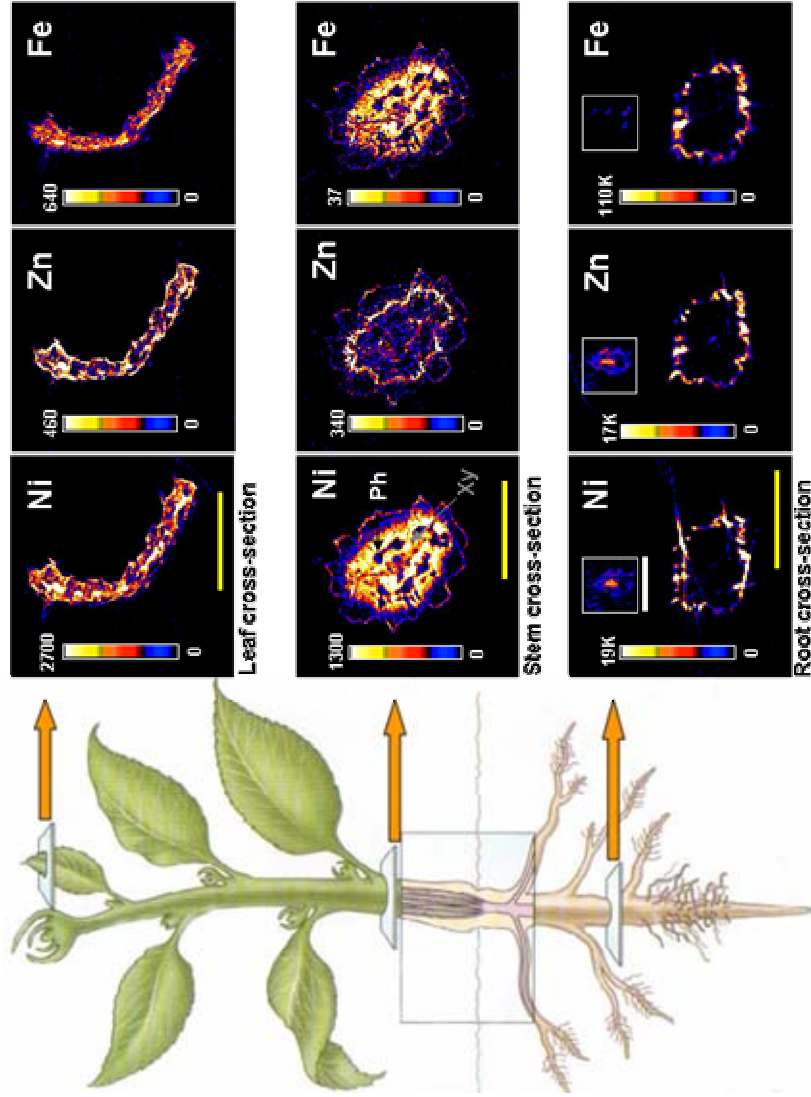 Fe
640
0
Zn
460
0
Ni
2700
0
Leaf cross-section
Fe
37
0
Zn
340
0
Ni
Ph
Xy
1300
0
Stem cross-section
Fe
110K
0
Zn
17K
0
Ni
19K
0
Root cross-section